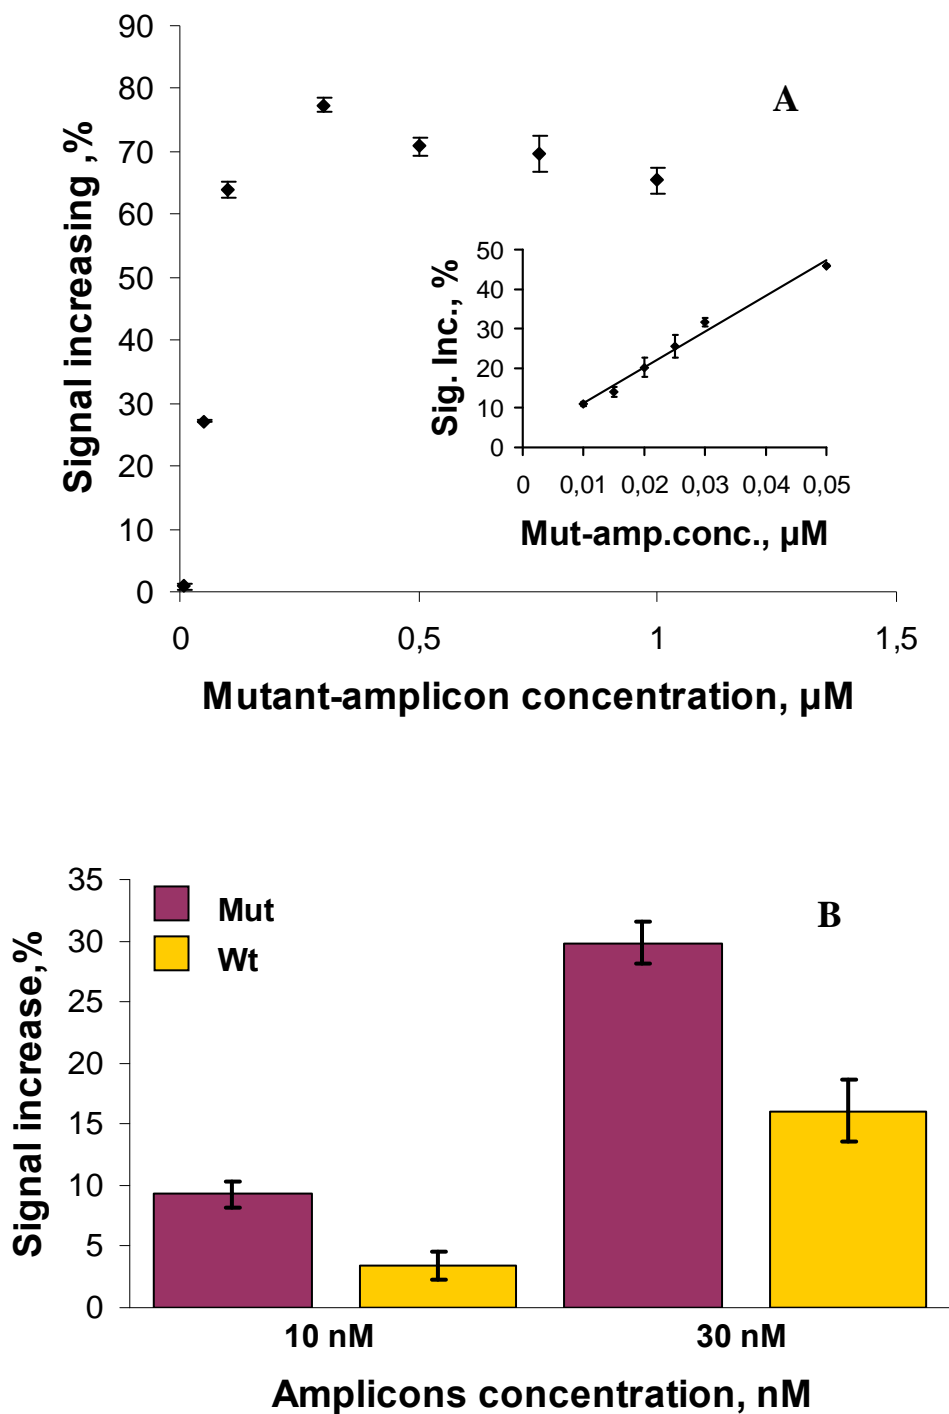 90
80
70
60
50
40
30
20
10
0
Signal increasing ,%
A
0
0,5
1
1,5
Mutant-amplicon concentration, µM
50
40
30
20
10
0
Sig. Inc., %
0
0,01
0,02
0,03
0,04
0,05
Mut-amp.conc., µM
35
30
25
20
15
10
5
0
Signal increase,%
Mut
Wt
B
10 nM
30 nM
Amplicons concentration, nM